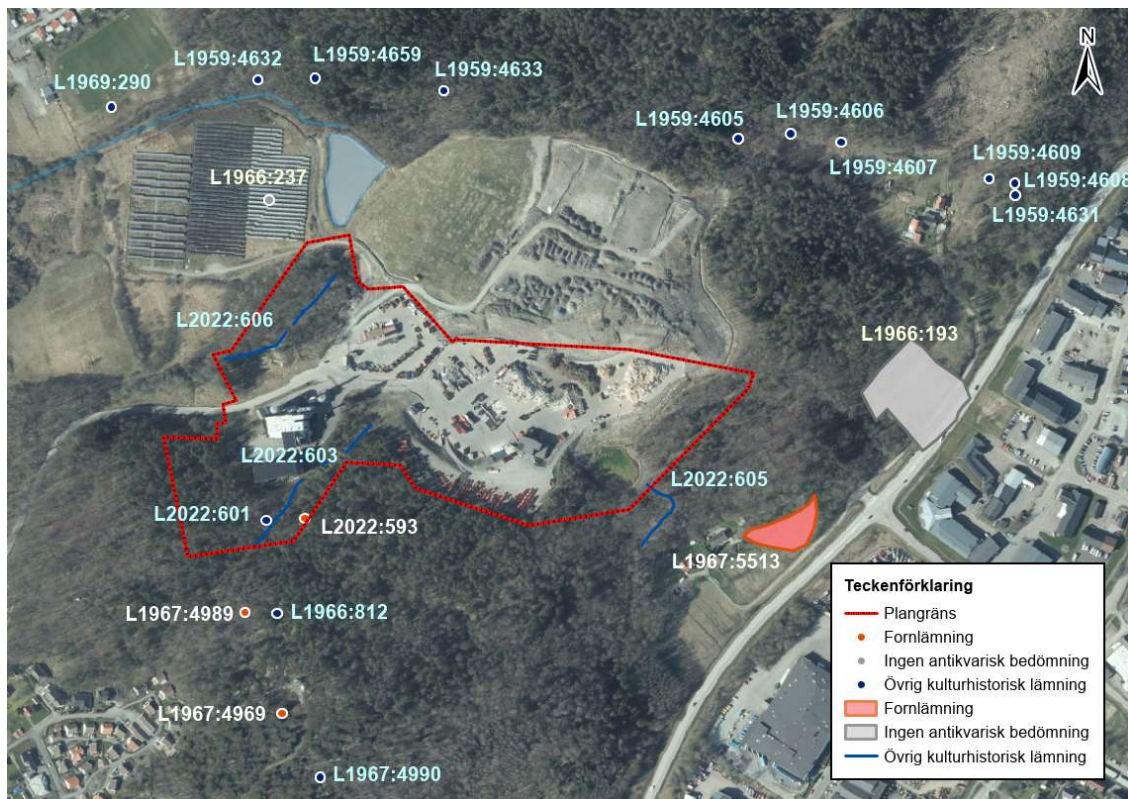 N
L1959:4632
L1959:4659
L1959:4633
L1969:290
L1959:4605
L1959:4606
L1959:4607
L1959:4609
L1959:4608
L1959:4631
L1966:237
L2022:606
L1966:193
L2022:603
L2022:605
L2022:601
L2022:593
L1967:5513
L1967:4989
L1966:812
L1967:4969
L1967:4990
Teckenförklaring
Plangräns
Fornlämning
Ingen antikvarisk bedömning
Övrig kulturhistorisk lämning
Fornlämning
Ingen antikvarisk bedömning
Övrig kulturhistorisk lämning